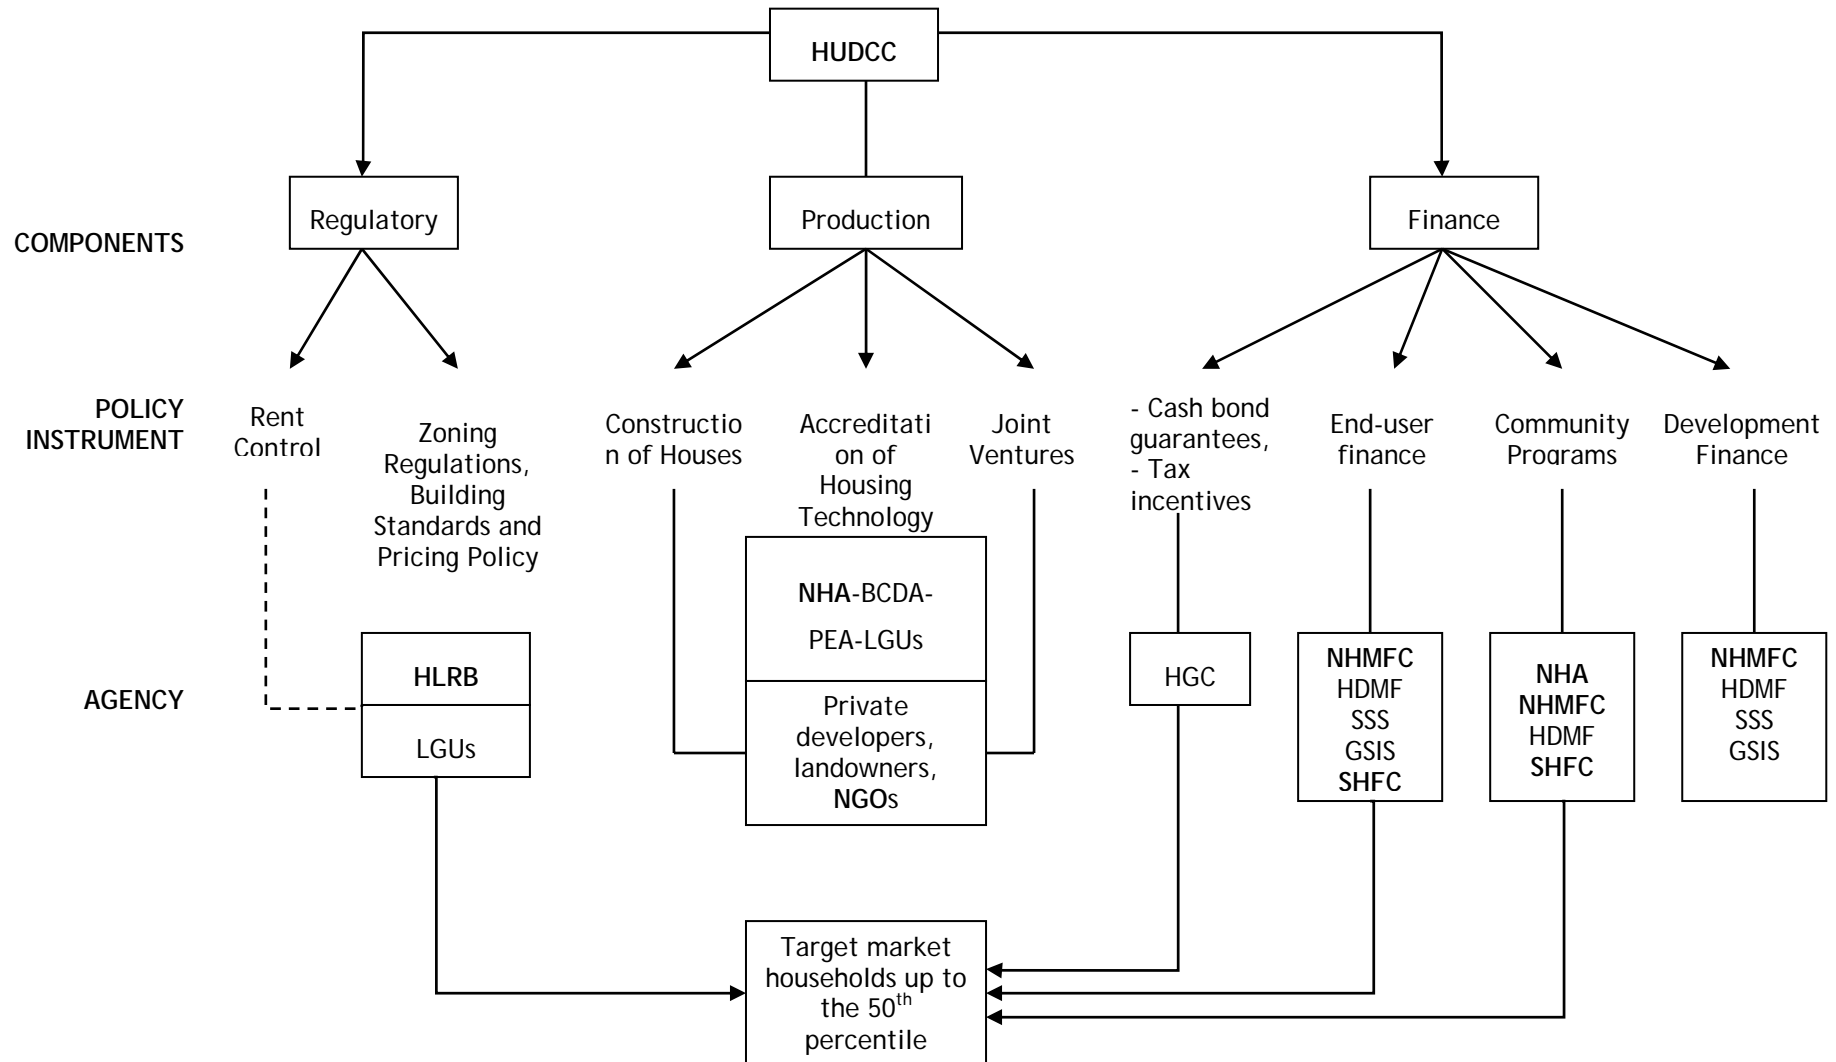 HUDCC
Regulatory
Production
Finance
COMPONENTS
POLICY
INSTRUMENT
Rent
Control
Zoning
Regulations,
Building
Standards and
Pricing Policy
Constructio
n of Houses
Accreditati
on of
Housing
Technology
Joint
Ventures
- Cash bond
guarantees,
- Tax
incentives
End-user
finance
Community
Programs
Development
Finance
AGENCY
HLRB
LGUs
NHA-BCDA-
PEA-LGUs
Private
developers,
landowners,
NGOs
HGC
NHMFC
HDMF
SSS
GSIS
SHFC
NHA
NHMFC
HDMF
SHFC
NHMFC
HDMF
SSS
GSIS
Target market
households up to
the 50th
percentile